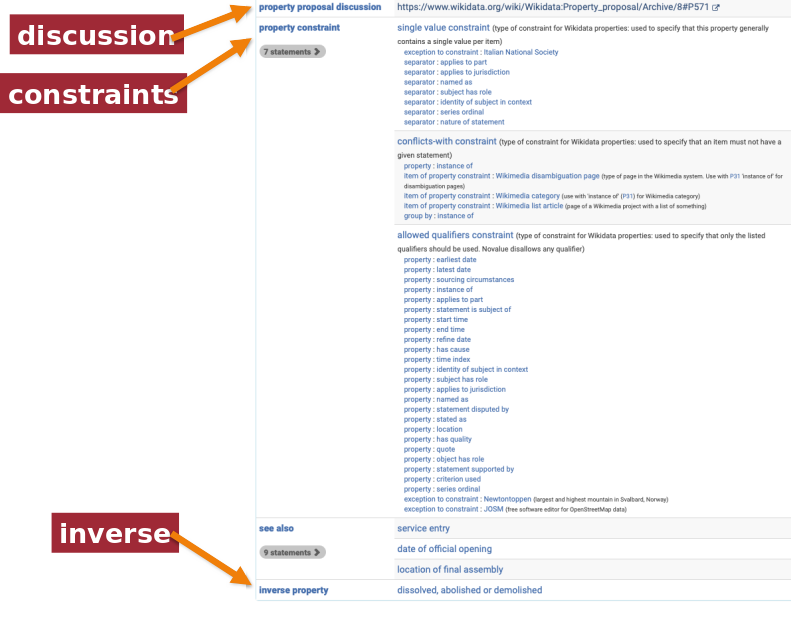 property proposal discussion https://www.wikidata.org/wiki/Wikidata:Property_proposal/Archive/8#P571
discussion
property constraint single value constraint (type of constraint for Wikidata properties: used to specify that this property generally
contains a single value per item)
7 statements
exception to constraint : Italian National Society
separator : applies to part
separator : applies to jurisdiction
constraints
separator : named as
separator : subject has role
separator : identity of subject in context
separator : series ordinal
separator : nature of statement
conflicts-with constraint (type of constraint for Wikidata properties: used to specify that an item must not have a
given statement)
property : instance of
item of property constraint : Wikimedia disambiguation page (type of page in the Wikimedia system. Use with P31 'instance of' for
disambiguation pages)
item of property constraint : Wikimedia category (use with 'instance of' (P31) for Wikimedia category)
item of property constraint : Wikimedia list article (page of a Wikimedia project with a list of something)
group by : instance of
allowed qualifiers constraint (type of constraint for Wikidata properties: used to specify that only the listed
qualifiers should be used. Novalue disallows any qualifier)
property : earliest date
property : latest date
property : sourcing circumstances
property : instance of
property : applies to part
property : statement is subject of
property : start time
property : end time
property : refine date
property : has cause
property : time index
property : identity of subject in context
property : subject has role
property : applies to jurisdiction
property : named as
property : statement disputed by
property : stated as
property : location
property : has quality
property : quote
property : object has role
property : statement supported by
property : criterion used
property : series ordinal
exception to constraint : Newtontoppen (largest and highest mountain in Svalbard, Norway)
exception to constraint : JOSM (free software editor for OpenStreetMap data)
see also service entry
inverse
9 statements date of official opening
location of final assembly
inverse property dissolved, abolished or demolished